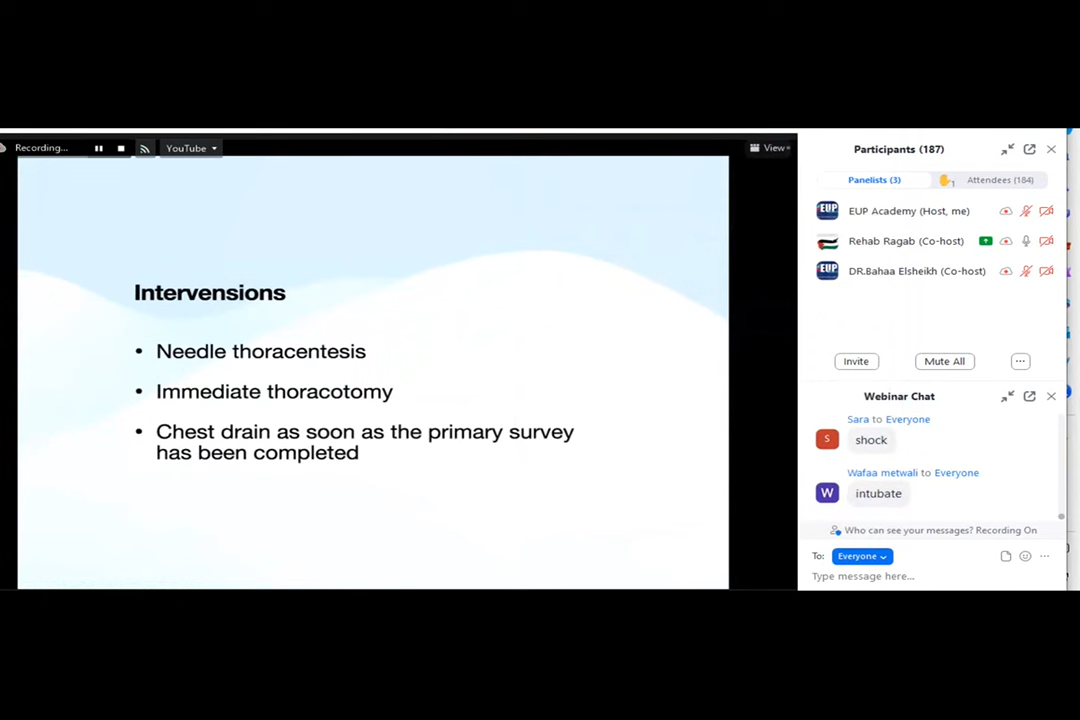 Recording...
YouTube
View
Intervensions
• Needle thoracentesis
• Immediate thoracotomy
• Chest drain as soon as the primary survey
has been completed
Participants (187)
Panelists (3)
1
Attendees (184)
EUP
EUP Academy (Host, me)
Rehab Ragab (Co-host)
EUP
DR.Bahaa Elsheikh (Co-host)
Invite
Mute All
...
Webinar Chat
Sara to Everyone
S
shock
Wafaa metwali to Everyone
W
intubate
Who can see your messages? Recording On
To:
Everyone
Type message here...